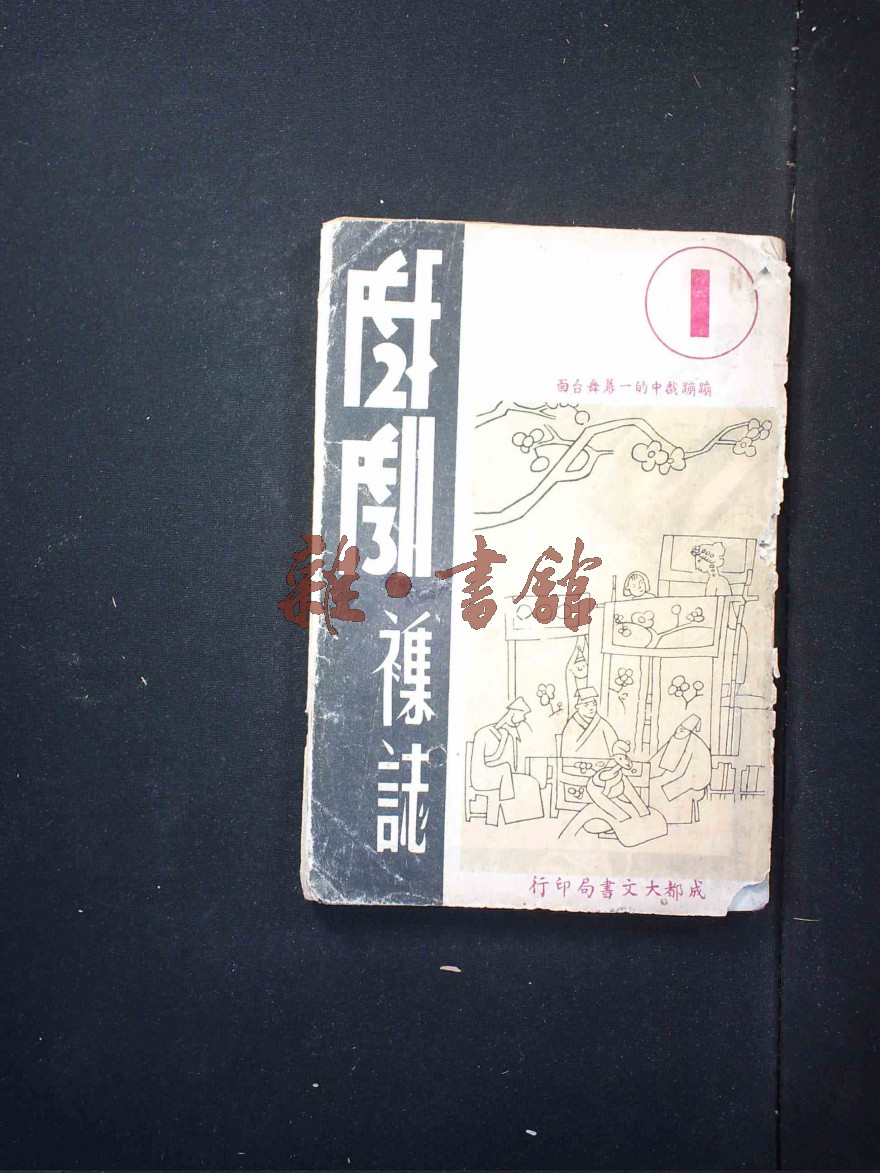 戲劇雜誌
1
蹦蹦戲中的一幕舞台面
成都大文書局印行
雜·書館